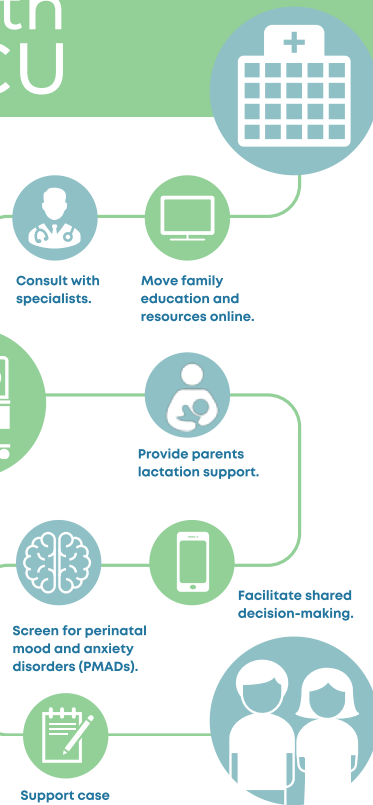 th
CU
Consult with
specialists.
Move family
education and
resources online.
Provide parents
lactation support.
Facilitate shared
decision-making.
Screen for perinatal
mood and anxiety
disorders (PMADs).
Support case